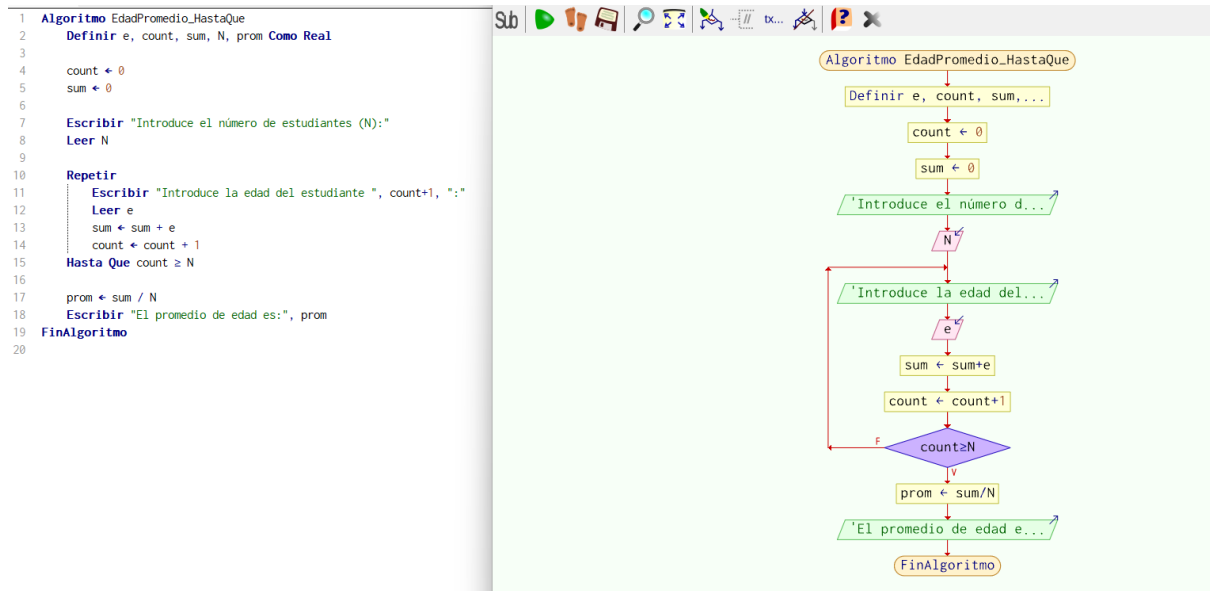 1 Algoritmo EdadPromedio_HastaQue
2 Definir e, count, sum, N, prom Como Real
3
4 count ← 0
5 sum ← 0
6
7 Escribir "Introduce el número de estudiantes (N):"
8 Leer N
9
10 Repetir
11 Escribir "Introduce la edad del estudiante ", count+1, ":"
12 Leer e
13 sum ← sum + e
14 count ← count + 1
15 Hasta Que count ≥ N
16
17 prom ← sum / N
18 Escribir "El promedio de edad es:", prom
19 FinAlgoritmo
20
Sub // tx... ?
Algoritmo EdadPromedio_HastaQue
Definir e, count, sum,...
count ← 0
sum ← 0
'Introduce el número d...
N
'Introduce la edad del...
e
sum ← sum+e
count ← count+1
F
count≥N
V
prom ← sum/N
'El promedio de edad e...
FinAlgoritmo